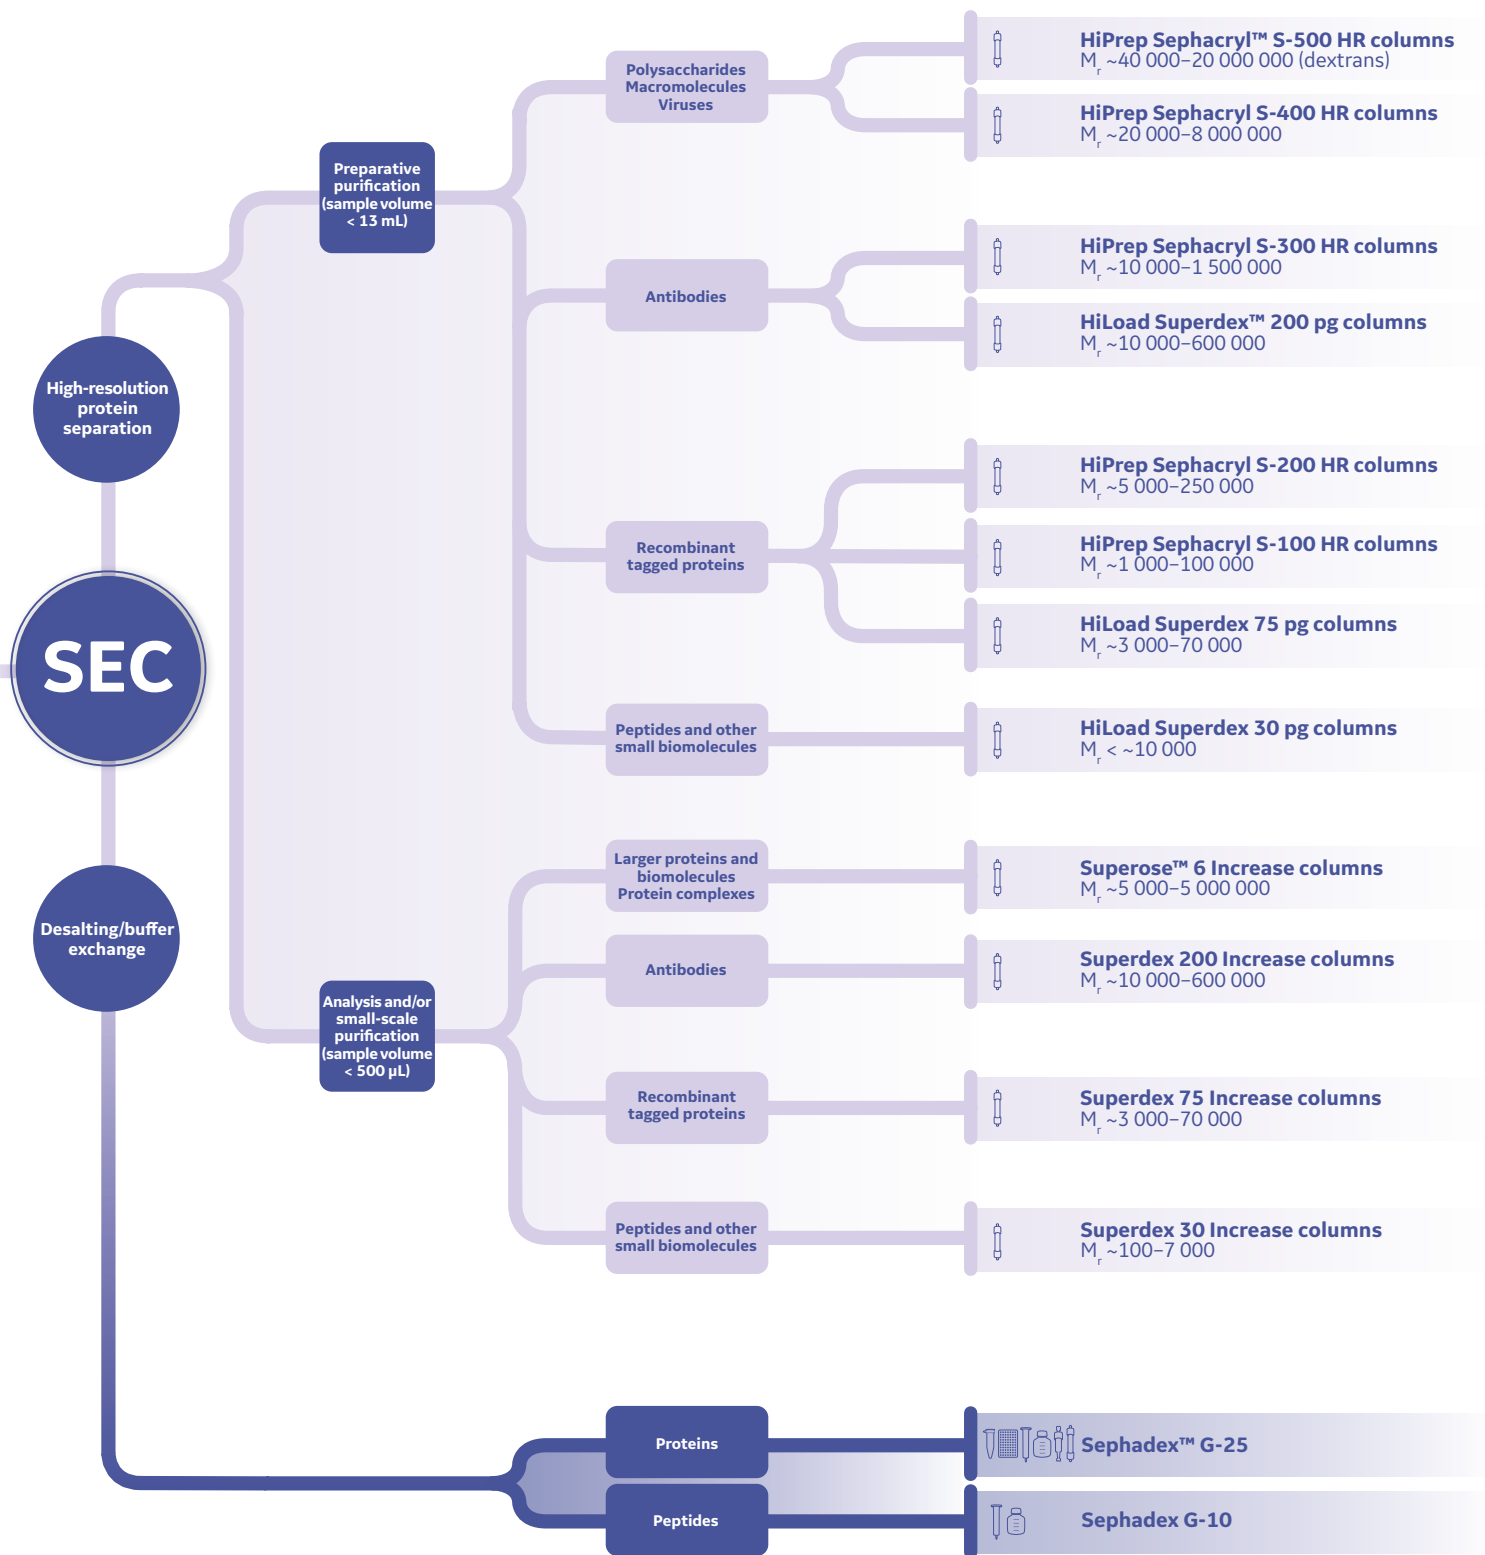 Polysaccharides
Macromolecules
Viruses
HiPrep Sephacryl™ S-500 HR columns
Mr ~40 000–20 000 000 (dextrans)
HiPrep Sephacryl S-400 HR columns
Mr ~20 000–8 000 000
Preparative
purification
(sample volume
< 13 mL)
Antibodies
HiPrep Sephacryl S-300 HR columns
Mr ~10 000–1 500 000
HiLoad Superdex™ 200 pg columns
Mr ~10 000–600 000
High-resolution
protein
separation
Recombinant
tagged proteins
HiPrep Sephacryl S-200 HR columns
Mr ~5 000–250 000
HiPrep Sephacryl S-100 HR columns
Mr ~1 000–100 000
HiLoad Superdex 75 pg columns
Mr ~3 000–70 000
SEC
Peptides and other
small biomolecules
HiLoad Superdex 30 pg columns
Mr < ~10 000
Larger proteins and
biomolecules
Protein complexes
Superose™ 6 Increase columns
Mr ~5 000–5 000 000
Desalting/buffer
exchange
Antibodies
Superdex 200 Increase columns
Mr ~10 000–600 000
Analysis and/or
small-scale
purification
(sample volume
< 500 µL)
Recombinant
tagged proteins
Superdex 75 Increase columns
Mr ~3 000–70 000
Peptides and other
small biomolecules
Superdex 30 Increase columns
Mr ~100–7 000
Proteins
Sephadex™ G-25
Peptides
Sephadex G-10